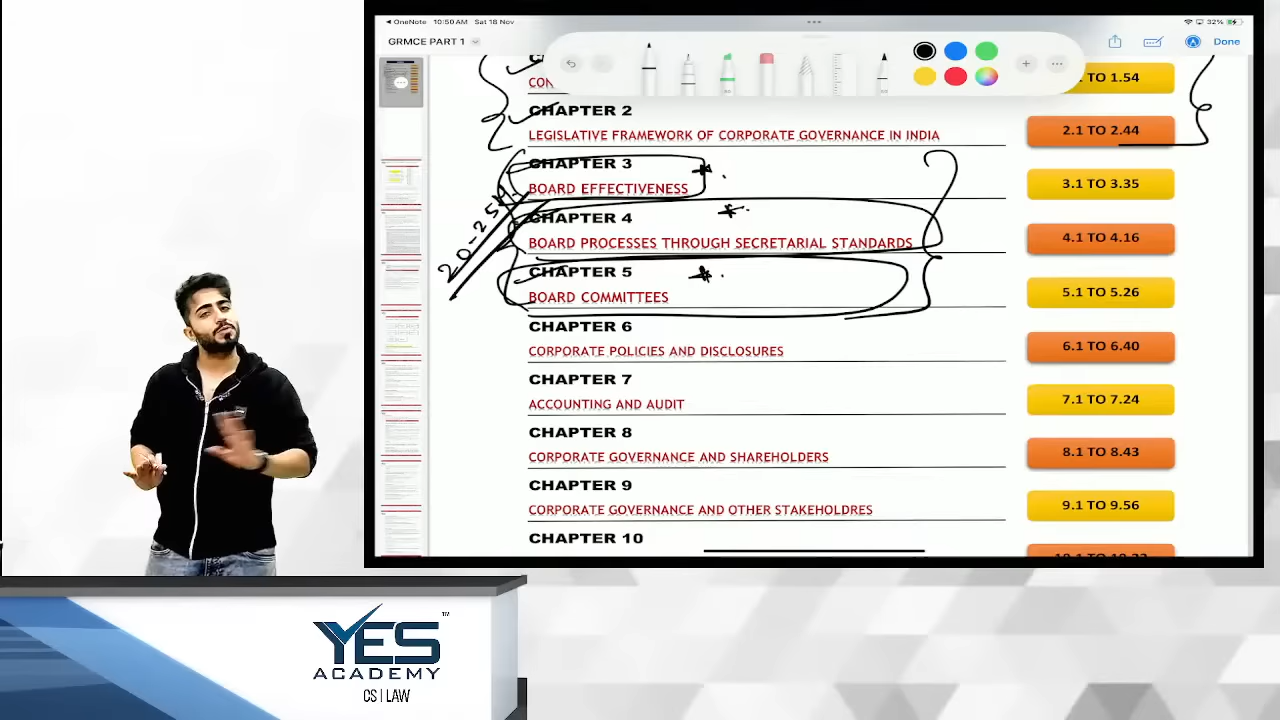 OneNote 10:50 AM Sat 18 Nov 32%
GRMCE PART 1 Done
TO 1.54
CHAPTER 2
LEGISLATIVE FRAMEWORK OF CORPORATE GOVERNANCE IN INDIA 2.1 TO 2.44
CHAPTER 3
BOARD EFFECTIVENESS 3.1 TO 3.35
CHAPTER 4
BOARD PROCESSES THROUGH SECRETARIAL STANDARDS 4.1 TO 4.16
CHAPTER 5
BOARD COMMITTEES 5.1 TO 5.26
20-25M
CHAPTER 6
CORPORATE POLICIES AND DISCLOSURES 6.1 TO 6.40
CHAPTER 7
ACCOUNTING AND AUDIT 7.1 TO 7.24
CHAPTER 8
CORPORATE GOVERNANCE AND SHAREHOLDERS 8.1 TO 8.43
CHAPTER 9
CORPORATE GOVERNANCE AND OTHER STAKEHOLDRES 9.1 TO 9.56
CHAPTER 10
YES™
ACADEMY
CS | LAW